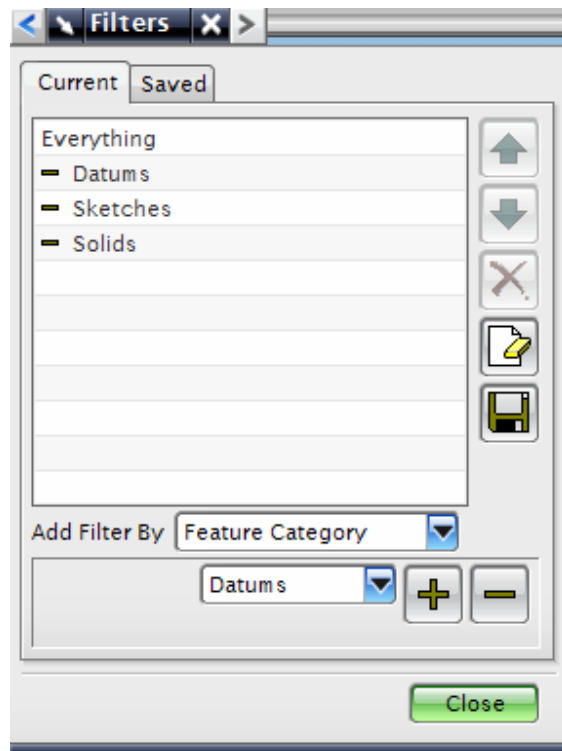 Filters
Current Saved
Everything
Datums
Sketches
Solids
Add Filter By Feature Category
Datums
Close